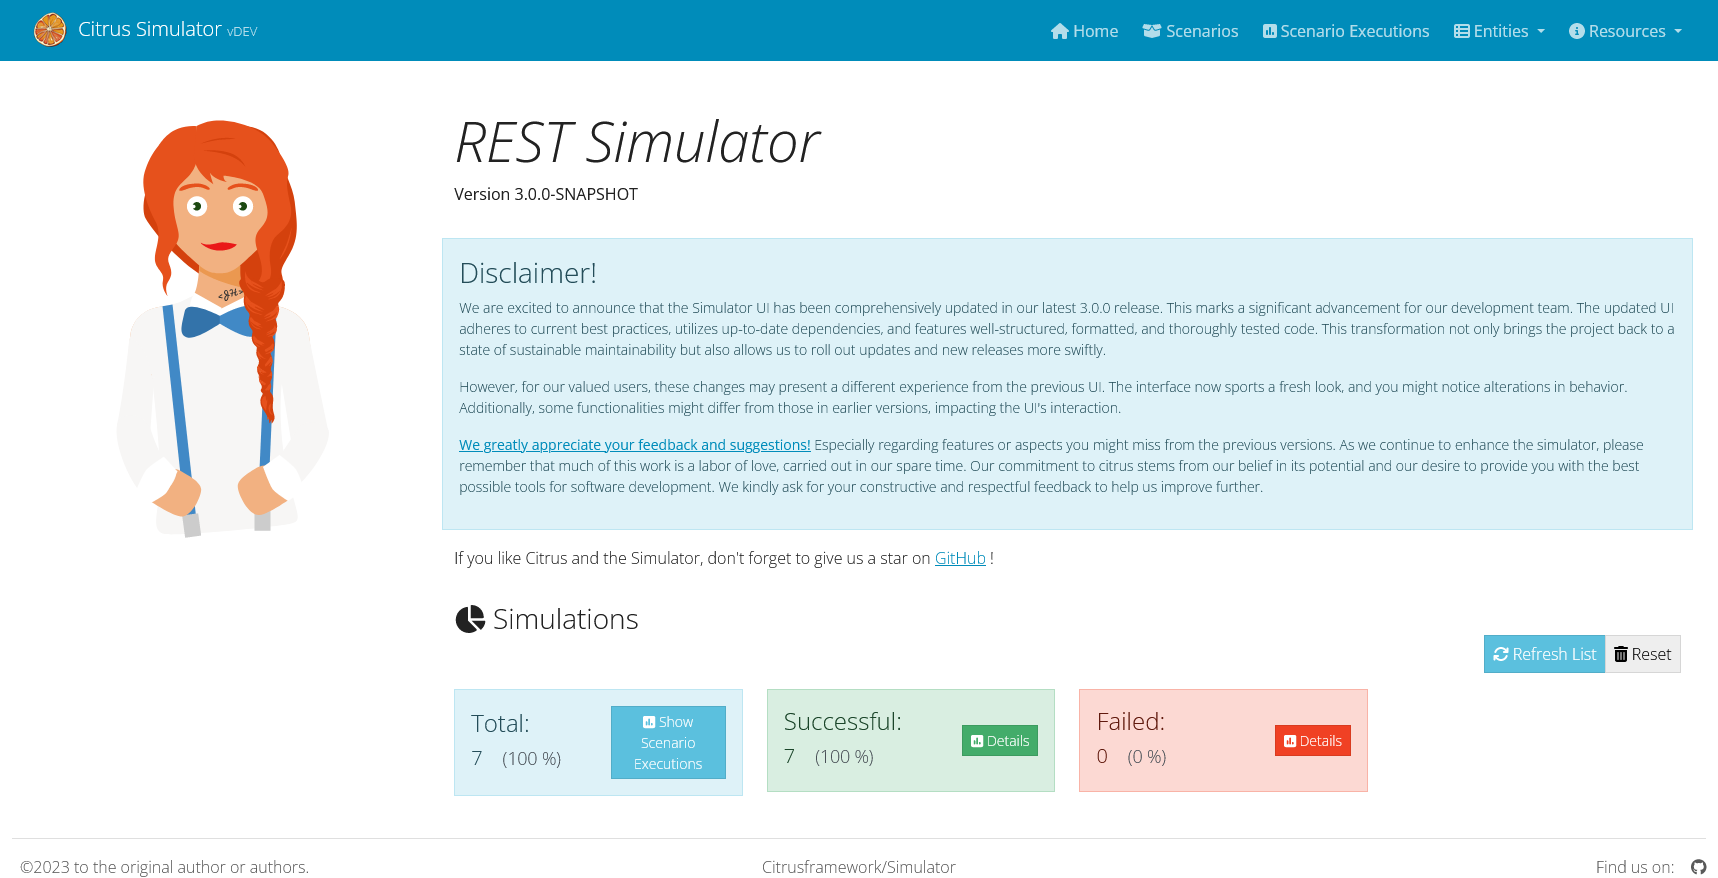 Citrus Simulator vDEV
Home
Scenarios
Scenario Executions
Entities
Resources
REST Simulator
Version 3.0.0-SNAPSHOT
<JH>
Disclaimer!
We are excited to announce that the Simulator UI has been comprehensively updated in our latest 3.0.0 release. This marks a significant advancement for our development team. The updated UI
adheres to current best practices, utilizes up-to-date dependencies, and features well-structured, formatted, and thoroughly tested code. This transformation not only brings the project back to a
state of sustainable maintainability but also allows us to roll out updates and new releases more swiftly.
However, for our valued users, these changes may present a different experience from the previous UI. The interface now sports a fresh look, and you might notice alterations in behavior.
Additionally, some functionalities might differ from those in earlier versions, impacting the UI's interaction.
We greatly appreciate your feedback and suggestions! Especially regarding features or aspects you might miss from the previous versions. As we continue to enhance the simulator, please
remember that much of this work is a labor of love, carried out in our spare time. Our commitment to citrus stems from our belief in its potential and our desire to provide you with the best
possible tools for software development. We kindly ask for your constructive and respectful feedback to help us improve further.
If you like Citrus and the Simulator, don't forget to give us a star on GitHub !
Simulations
Refresh List
Reset
Total:
7 (100 %)
Show
Scenario
Executions
Successful:
7 (100 %)
Details
Failed:
0 (0 %)
Details
©2023 to the original author or authors.
Citrusframework/Simulator
Find us on: